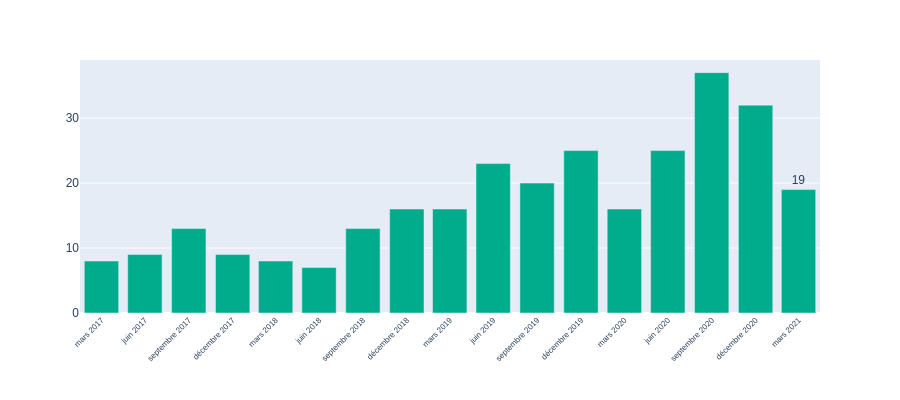 30
20
10
0
19
mars 2017
juin 2017
septembre 2017
décembre 2017
mars 2018
juin 2018
septembre 2018
décembre 2018
mars 2019
juin 2019
septembre 2019
décembre 2019
mars 2020
juin 2020
septembre 2020
décembre 2020
mars 2021